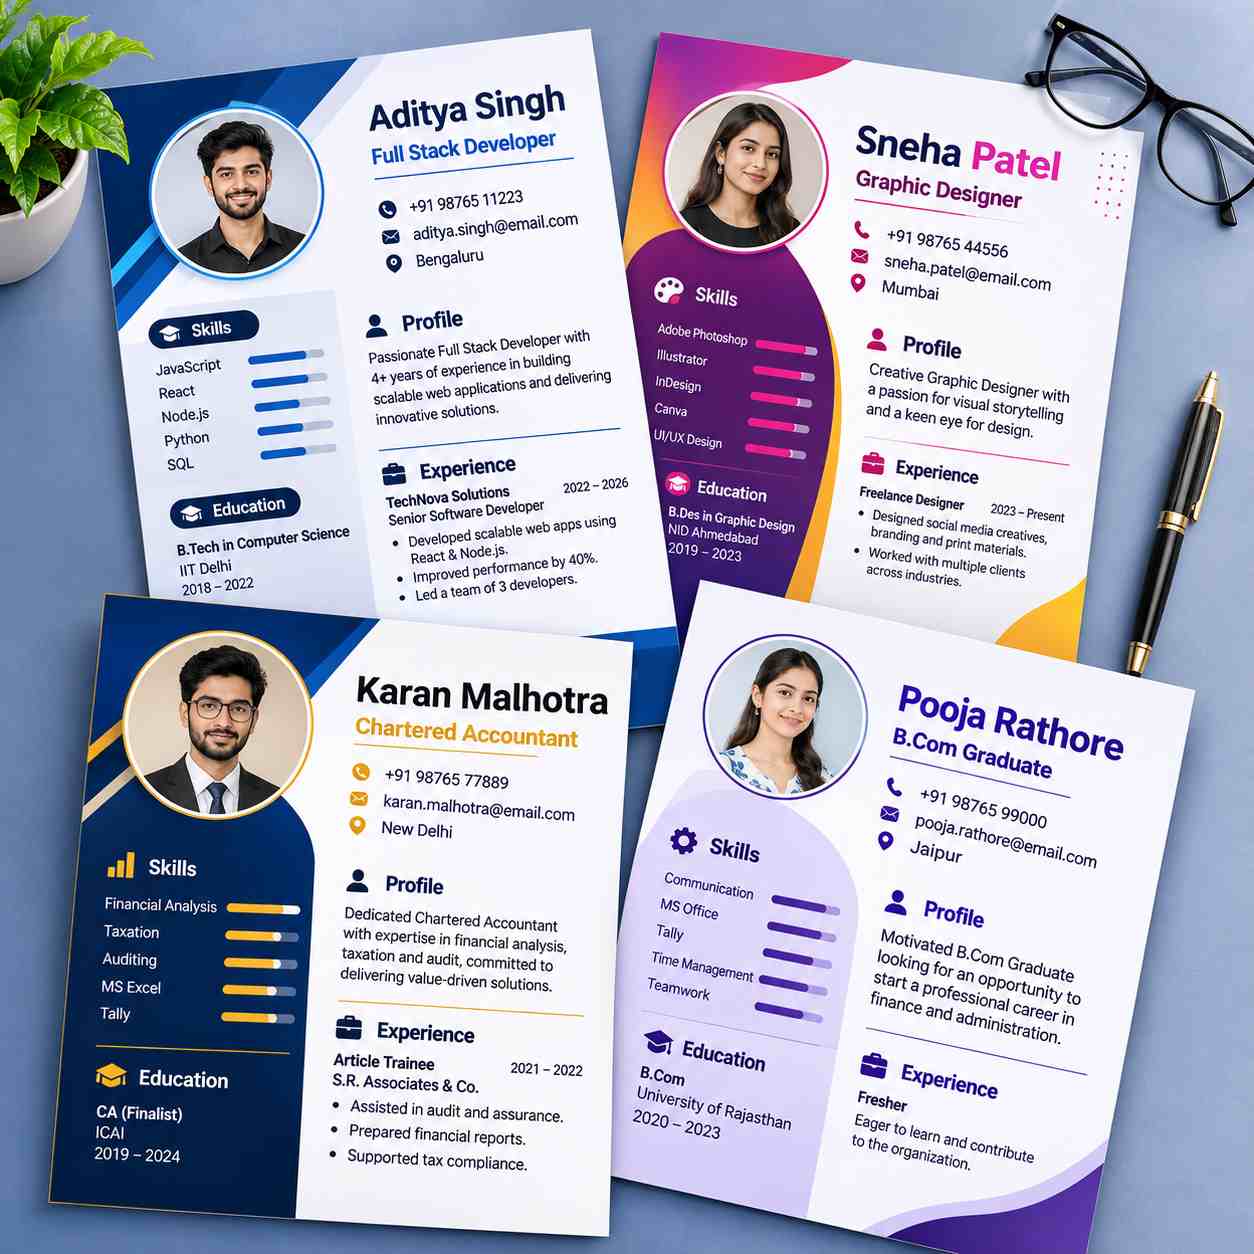 Aditya Singh
Full Stack Developer
+91 98765 11223
aditya.singh@email.com
Bengaluru
Skills
JavaScript
React
Node.js
Python
SQL
Education
B.Tech in Computer Science
IIT Delhi
2018 – 2022
Profile
Passionate Full Stack Developer with
4+ years of experience in building
scalable web applications and delivering
innovative solutions.
Experience
TechNova Solutions 2022 – 2026
Senior Software Developer
• Developed scalable web apps using
React & Node.js.
• Improved performance by 40%.
• Led a team of 3 developers.
Sneha Patel
Graphic Designer
+91 98765 44556
sneha.patel@email.com
Mumbai
Skills
Adobe Photoshop
Illustrator
InDesign
Canva
UI/UX Design
Education
B.Des in Graphic Design
NID Ahmedabad
2019 – 2023
Profile
Creative Graphic Designer with
a passion for visual storytelling
and a keen eye for design.
Experience
Freelance Designer 2023 – Present
• Designed social media creatives,
branding and print materials.
• Worked with multiple clients
across industries.
Karan Malhotra
Chartered Accountant
+91 98765 77889
karan.malhotra@email.com
New Delhi
Skills
Financial Analysis
Taxation
Auditing
MS Excel
Tally
Education
CA (Finalist)
ICAI
2019 – 2024
Profile
Dedicated Chartered Accountant
with expertise in financial analysis,
taxation and audit, committed to
delivering value-driven solutions.
Experience
Article Trainee 2021 – 2022
S.R. Associates & Co.
• Assisted in audit and assurance.
• Prepared financial reports.
• Supported tax compliance.
Pooja Rathore
B.Com Graduate
+91 98765 99000
pooja.rathore@email.com
Jaipur
Skills
Communication
MS Office
Tally
Time Management
Teamwork
Education
B.Com
University of Rajasthan
2020 – 2023
Profile
Motivated B.Com Graduate
looking for an opportunity to
start a professional career in
finance and administration.
Experience
Fresher
Eager to learn and contribute
to the organization.